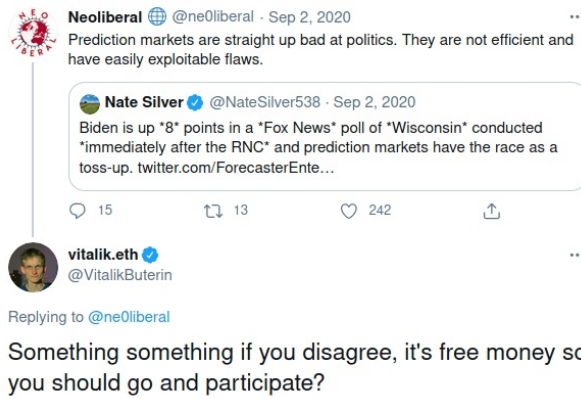 Neoliberal @ne0liberal · Sep 2, 2020
Prediction markets are straight up bad at politics. They are not efficient and
have easily exploitable flaws.
Nate Silver @NateSilver538 · Sep 2, 2020
Biden is up *8* points in a *Fox News* poll of *Wisconsin* conducted
*immediately after the RNC* and prediction markets have the race as a
toss-up. twitter.com/ForecasterEnte…
15 13 242
vitalik.eth
@VitalikButerin
Replying to @ne0liberal
Something something if you disagree, it's free money so
you should go and participate?